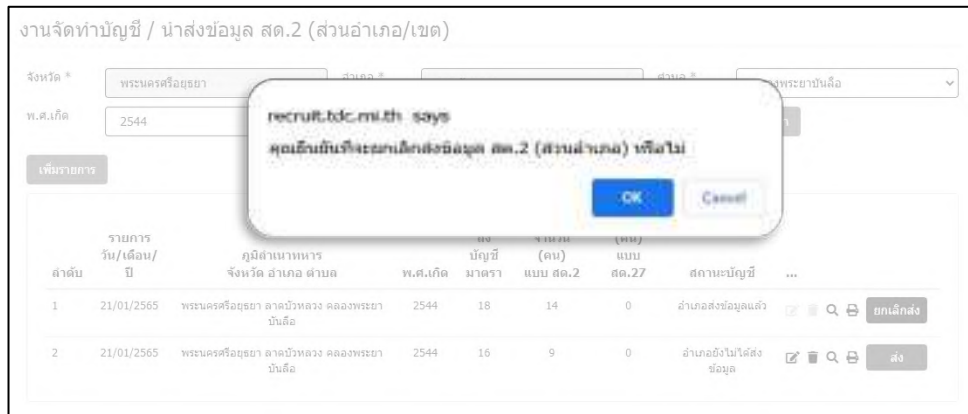 งานจัดทำบัญชี / นำส่งข้อมูล สด.2 (ส่วนอำเภอ/เขต)
จังหวัด * พระนครศรีอยุธยา อำเภอ * ตำบล * พระยาบันลือ
พ.ศ.เกิด 2544
recruit.tdc.mi.th says
คุณยืนยันที่จะยกเลิกส่งข้อมูล สด.2 (ส่วนอำเภอ) หรือไม่
OK Cancel
เพิ่มรายการ
ลำดับ รายการ วัน/เดือน/ปี ภูมิลำเนาทหาร จังหวัด อำเภอ ตำบล พ.ศ.เกิด ลง บัญชี มาตรา จำนวน (คน) แบบ สด.2 (คน) แบบ สด.27 สถานะบัญชี ...
1 21/01/2565 พระนครศรีอยุธยา ลาดบัวหลวง คลองพระยา 2544 18 14 0 อำเภอส่งข้อมูลแล้ว ยกเลิกส่ง
บันลือ
2 21/01/2565 พระนครศรีอยุธยา ลาดบัวหลวง คลองพระยา 2544 16 9 0 อำเภอยังไม่ได้ส่ง ส่ง
บันลือ ข้อมูล